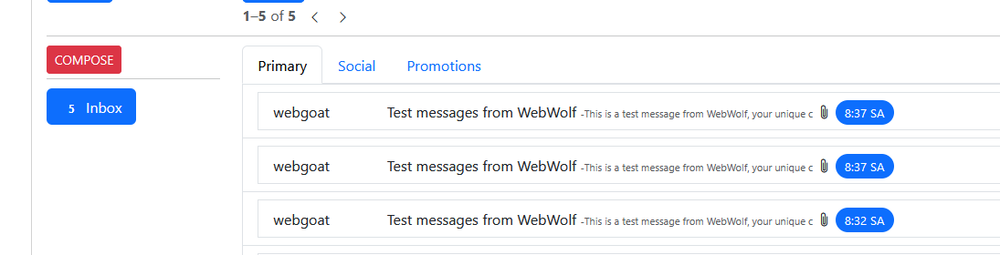 1–5 of 5
COMPOSE
5 Inbox
Primary Social Promotions
webgoat Test messages from WebWolf -This is a test message from WebWolf, your unique c 8:37 SA
webgoat Test messages from WebWolf -This is a test message from WebWolf, your unique c 8:37 SA
webgoat Test messages from WebWolf -This is a test message from WebWolf, your unique c 8:32 SA